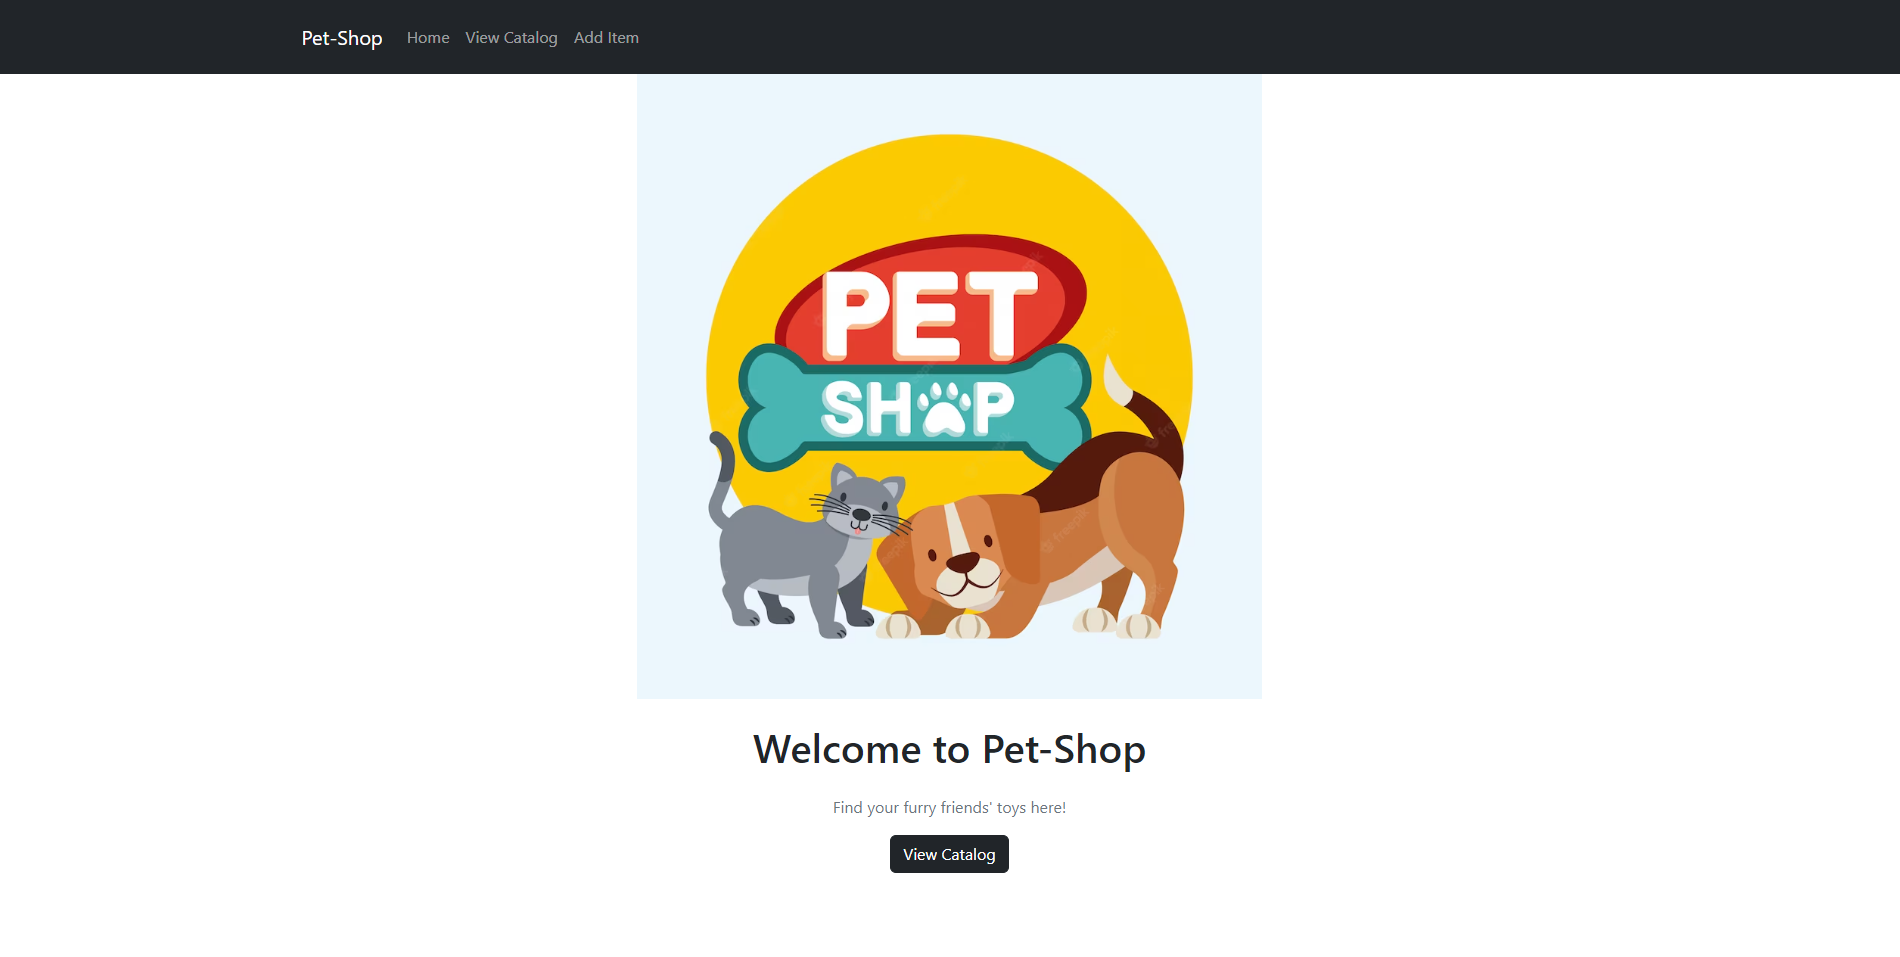 Pet-Shop Home View Catalog Add Item
PET
SHOP
freepik
Welcome to Pet-Shop
Find your furry friends' toys here!
View Catalog